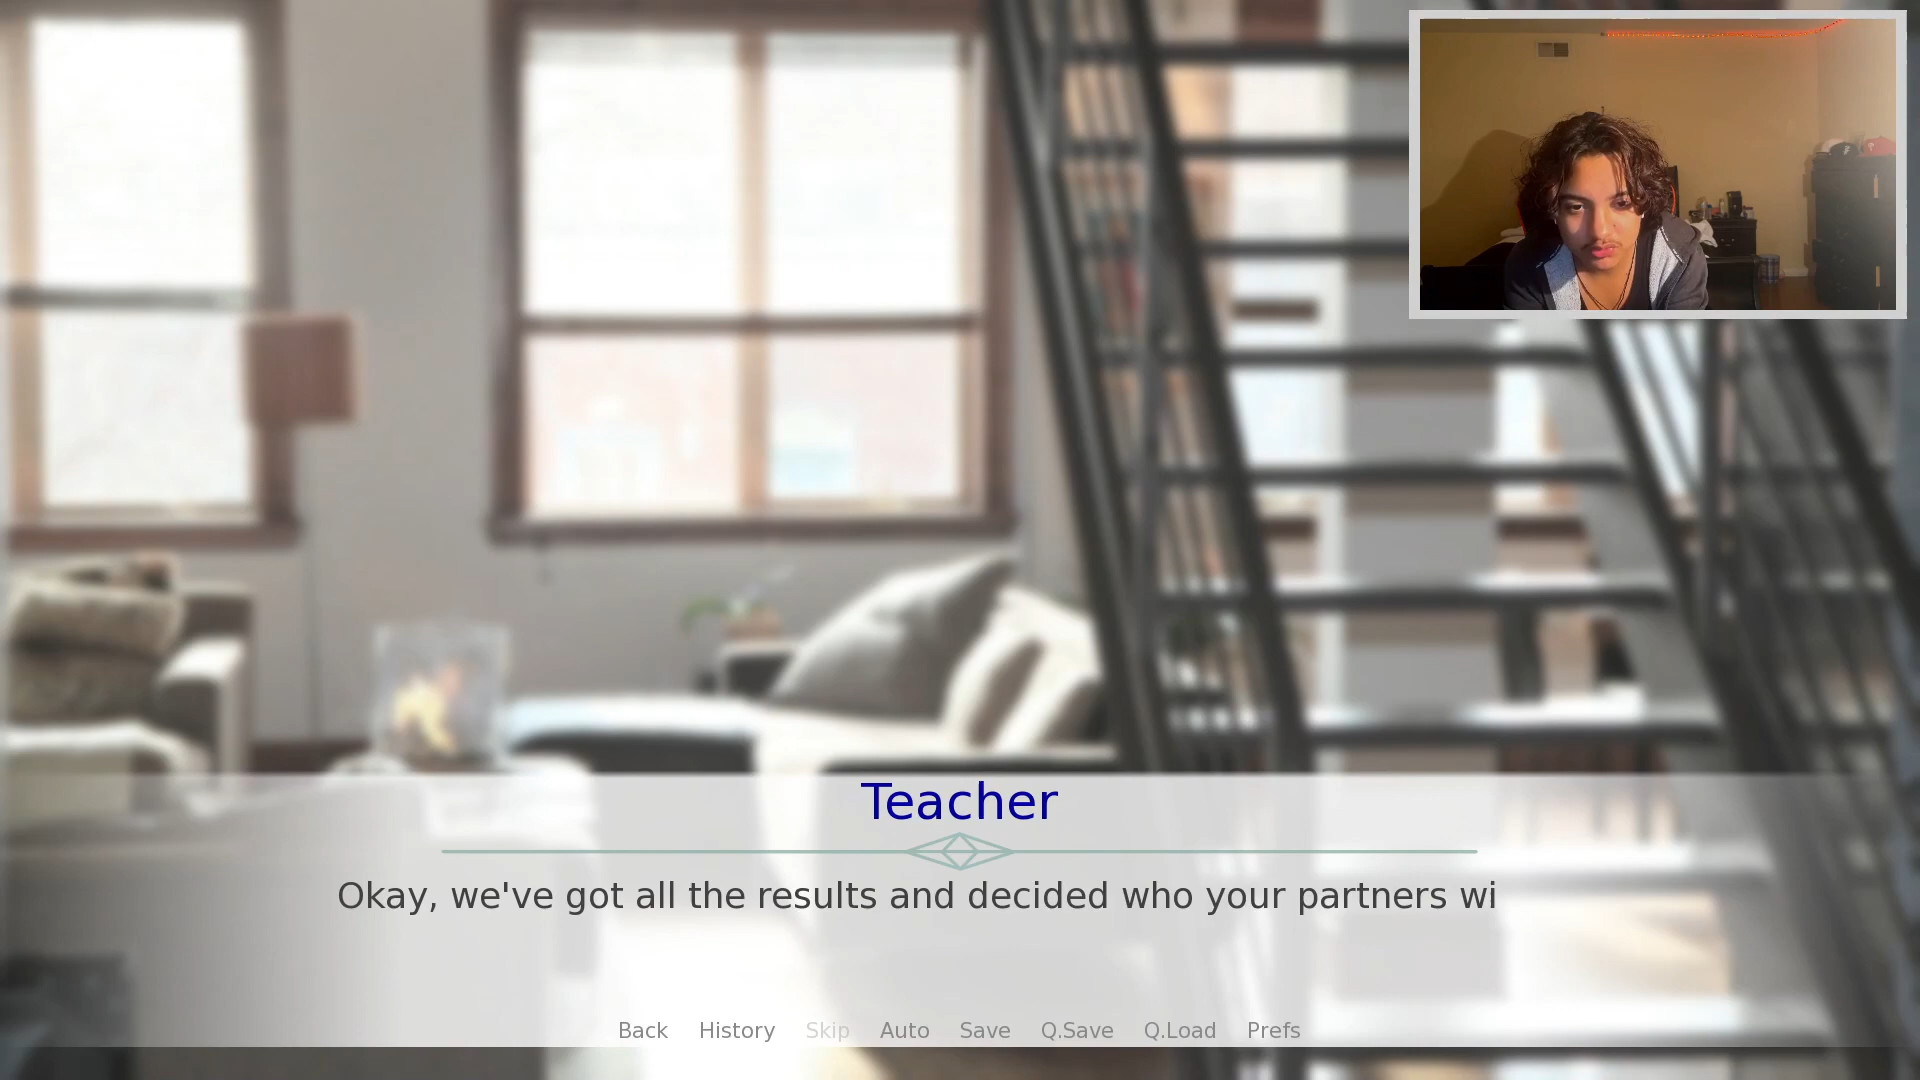 Teacher
Okay, we've got all the results and decided who your partners wi
Back History Skip Auto Save Q.Save Q.Load Prefs